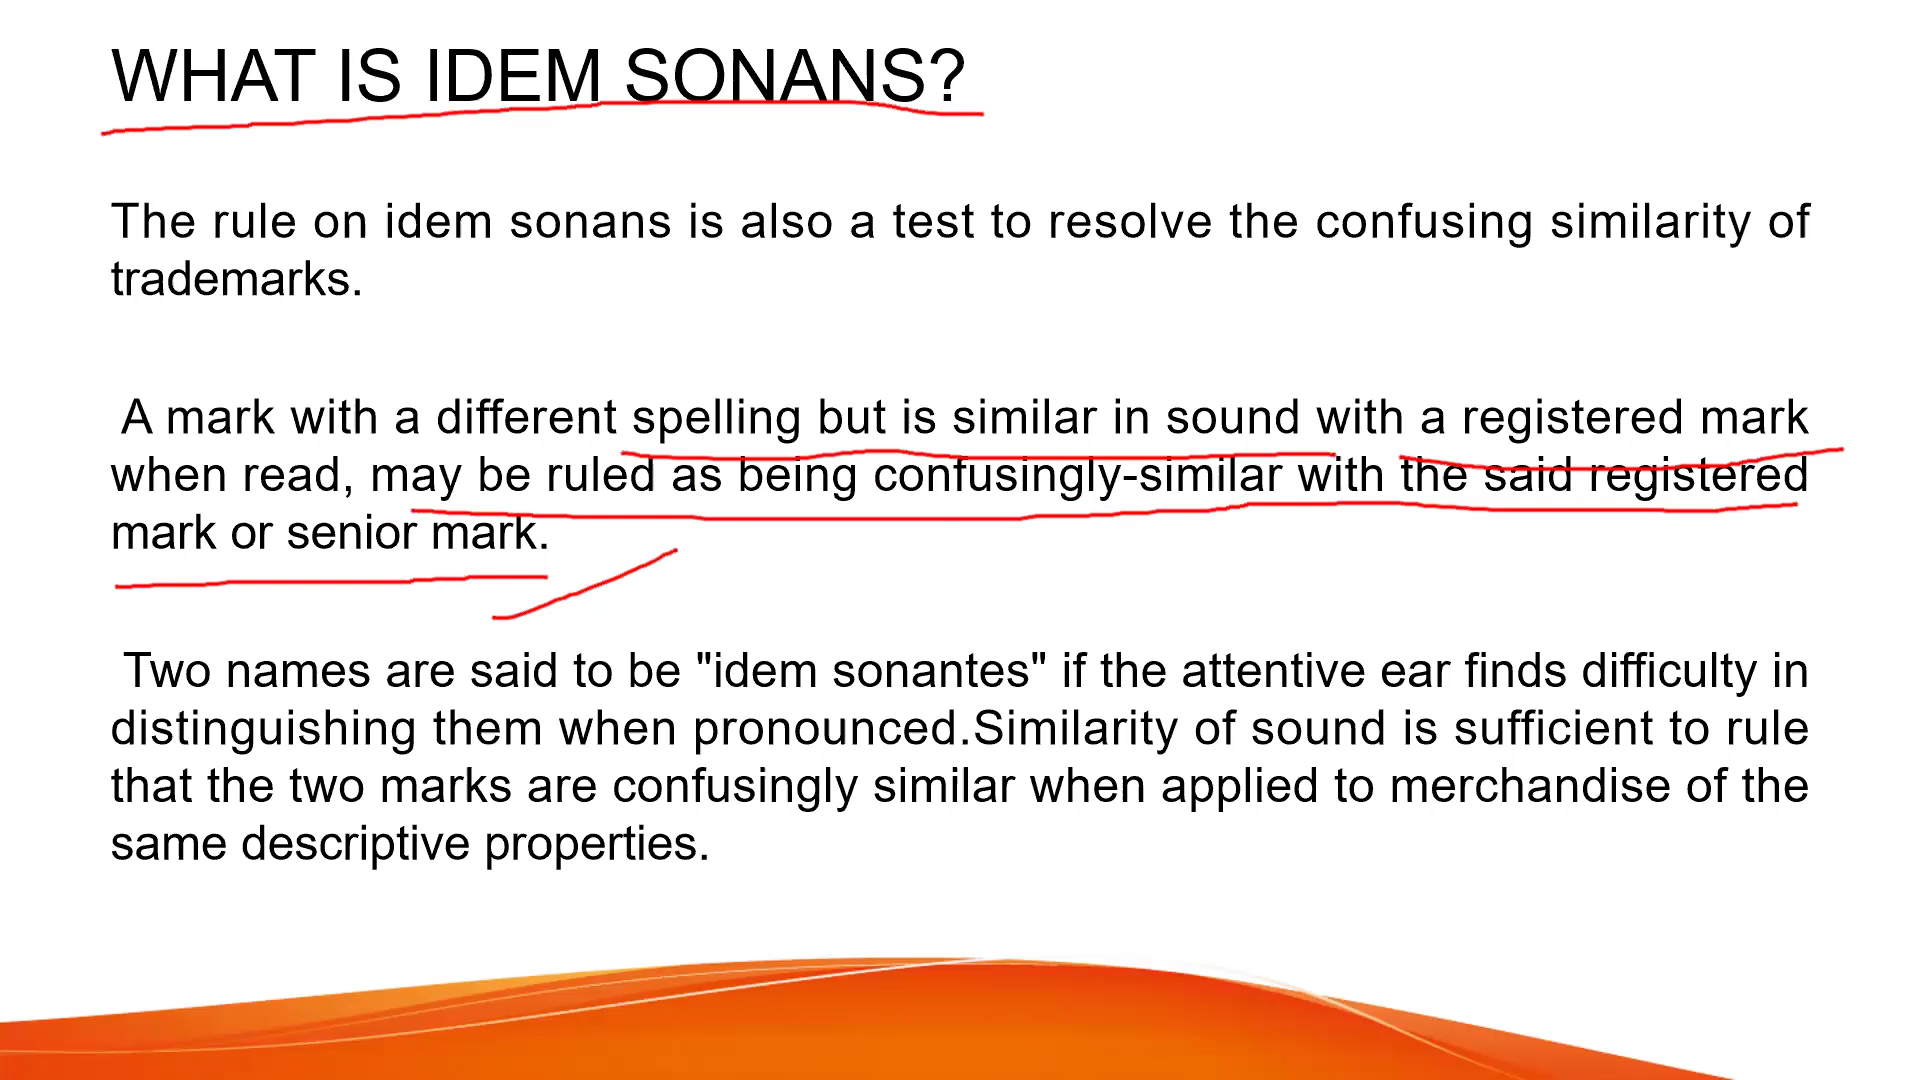 WHAT IS IDEM SONANS?
The rule on idem sonans is also a test to resolve the confusing similarity of
trademarks.
A mark with a different spelling but is similar in sound with a registered mark
when read, may be ruled as being confusingly-similar with the said registered
mark or senior mark.
Two names are said to be "idem sonantes" if the attentive ear finds difficulty in
distinguishing them when pronounced.Similarity of sound is sufficient to rule
that the two marks are confusingly similar when applied to merchandise of the
same descriptive properties.